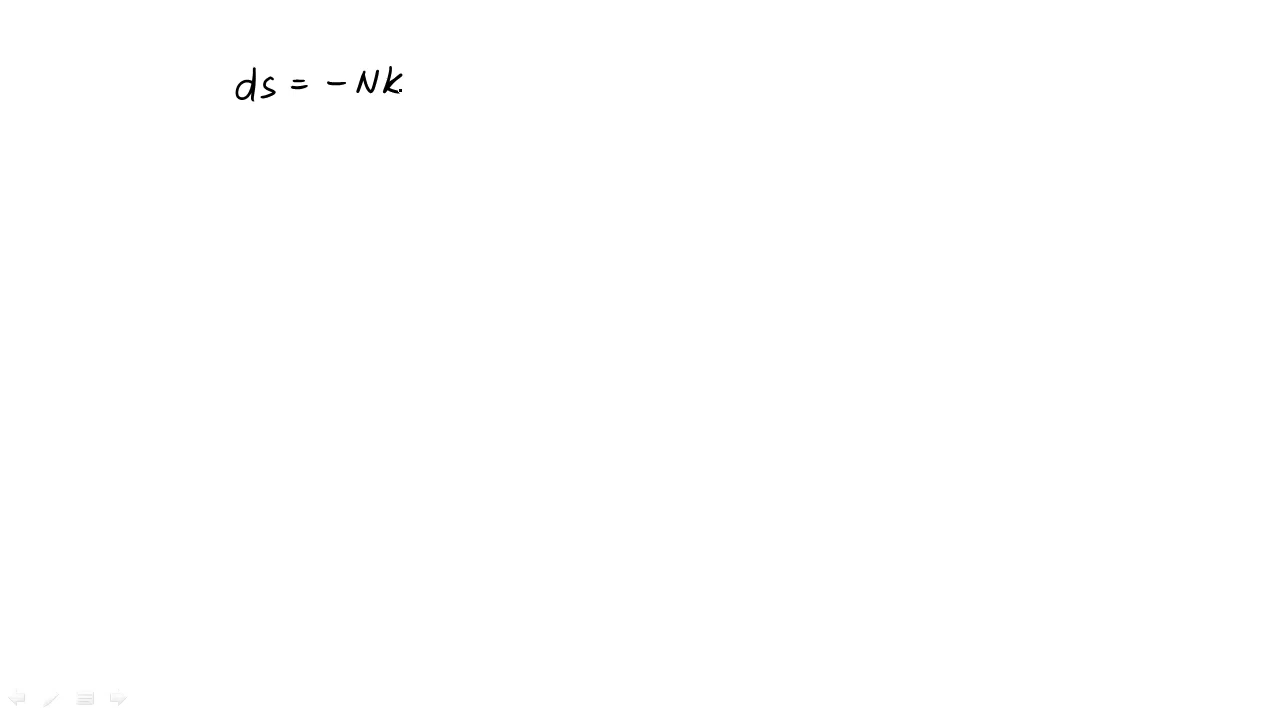 ds = - Nk